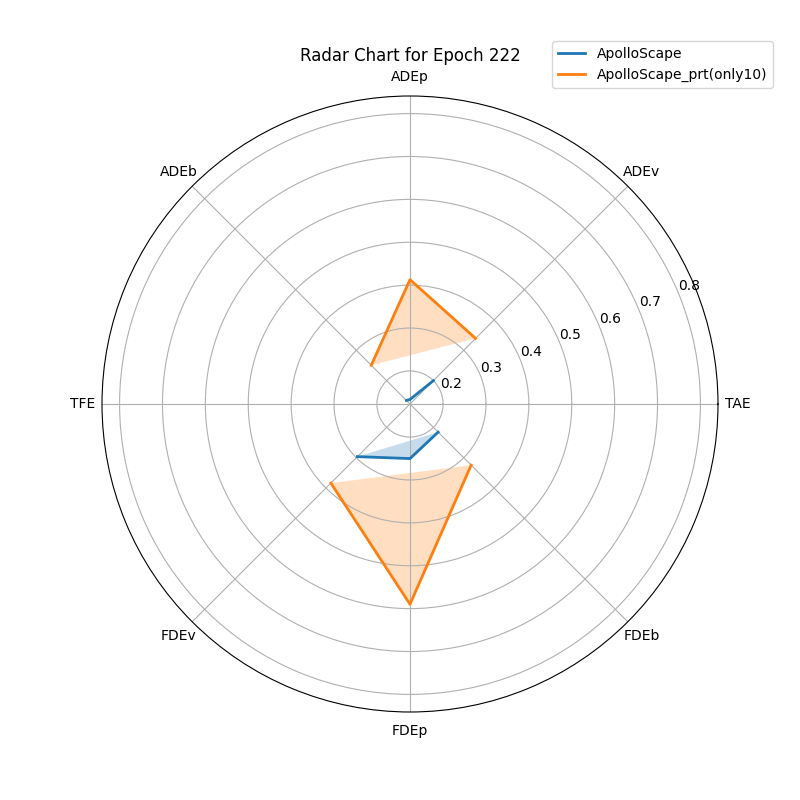 Radar Chart for Epoch 222
ApolloScape
ApolloScape_prt(only10)
ADEp
ADEb
ADEv
0.8
0.7
0.6
0.5
0.4
0.3
0.2
TFE
TAE
FDEv
FDEb
FDEp